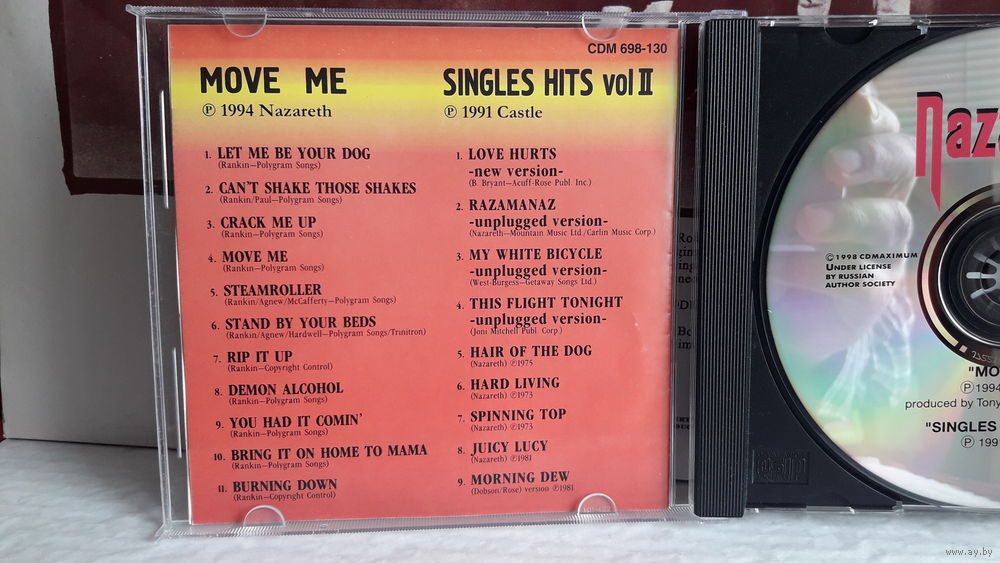 CDM 698-130
MOVE ME
℗ 1994 Nazareth
1. LET ME BE YOUR DOG
(Rankin—Polygram Songs)
2. CAN'T SHAKE THOSE SHAKES
(Rankin/Paul—Polygram Songs)
3. CRACK ME UP
(Rankin—Polygram Songs)
4. MOVE ME
(Rankin—Polygram Songs)
5. STEAMROLLER
(Rankin/Agnew/McCafferty—Polygram Songs)
6. STAND BY YOUR BEDS
(Rankin/Agnew/Hardwell—Polygram Songs/Trinitron)
7. RIP IT UP
(Rankin—Copyright Control)
8. DEMON ALCOHOL
(Rankin—Polygram Songs)
9. YOU HAD IT COMIN'
(Rankin—Polygram Songs)
10. BRING IT ON HOME TO MAMA
(Rankin—Polygram Songs)
11. BURNING DOWN
(Rankin—Copyright Control)
SINGLES HITS vol II
℗ 1991 Castle
1. LOVE HURTS
-new version-
(B. Bryant—Acuff-Rose Publ. Inc.)
2. RAZAMANAZ
-unplugged version-
(Nazareth—Mountain Music Ltd./Carlin Music Corp.)
3. MY WHITE BICYCLE
-unplugged version-
(West-Burgess—Getaway Songs Ltd.)
4. THIS FLIGHT TONIGHT
-unplugged version-
(Joni Mitchell Publ. Corp.)
5. HAIR OF THE DOG
(Nazareth) ℗1975
6. HARD LIVING
(Nazareth) ℗1973
7. SPINNING TOP
(Nazareth) ℗1973
8. JUICY LUCY
(Nazareth) ℗1981
9. MORNING DEW
(Dobson/Rose) version ℗1981
Naz
©1998 CDMAXIMUM
UNDER LICENSE
BY RUSSIAN
AUTHOR SOCIETY
"MO
℗ 1994
produced by Tony
"SINGLES
℗ 199
www.ay.by